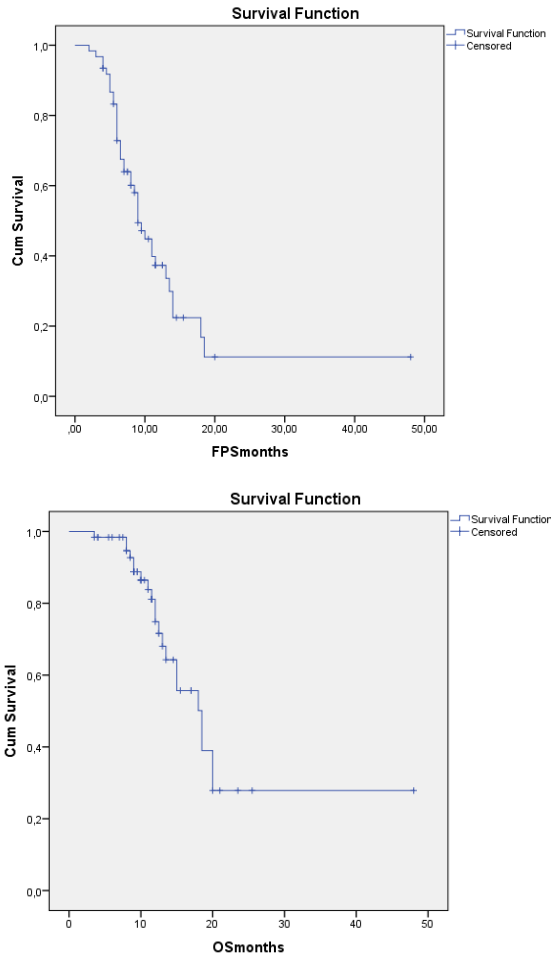 Survival Function
Survival Function
Censored
1,0
0,8
0,6
0,4
0,2
0,0
Cum Survival
,00 10,00 20,00 30,00 40,00 50,00
FPSmonths
Survival Function
Survival Function
Censored
1,0
0,8
0,6
0,4
0,2
0,0
Cum Survival
0 10 20 30 40 50
OSmonths